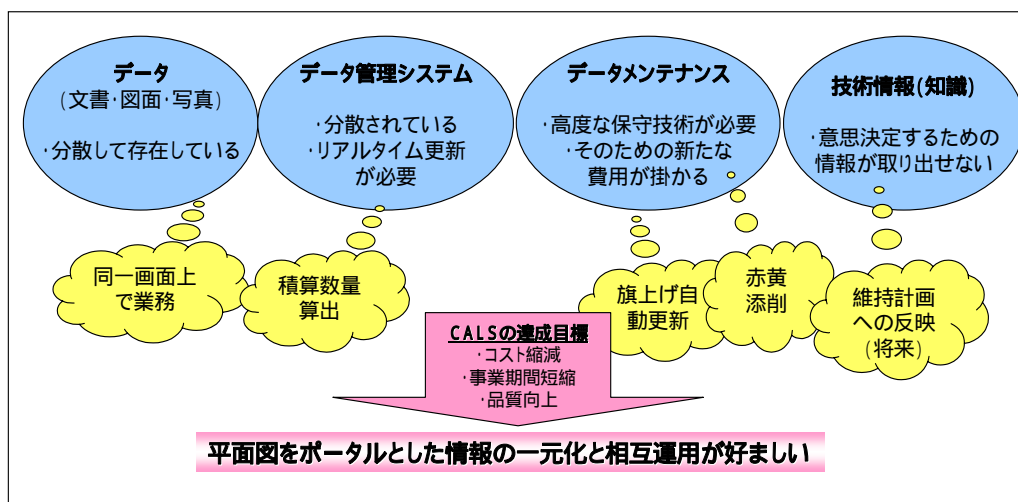 データ
(文書・図面・写真)
・分散して存在している
データ管理システム
・分散されている
・リアルタイム更新
が必要
データメンテナンス
・高度な保守技術が必要
・そのための新たな
費用が掛かる
技術情報(知識)
・意思決定するための
情報が取り出せない
同一画面上
で業務
積算数量
算出
旗上げ自
動更新
赤黄
添削
維持計画
への反映
(将来)
CALSの達成目標
・コスト縮減
・事業期間短縮
・品質向上
平面図をポータルとした情報の一元化と相互運用が好ましい